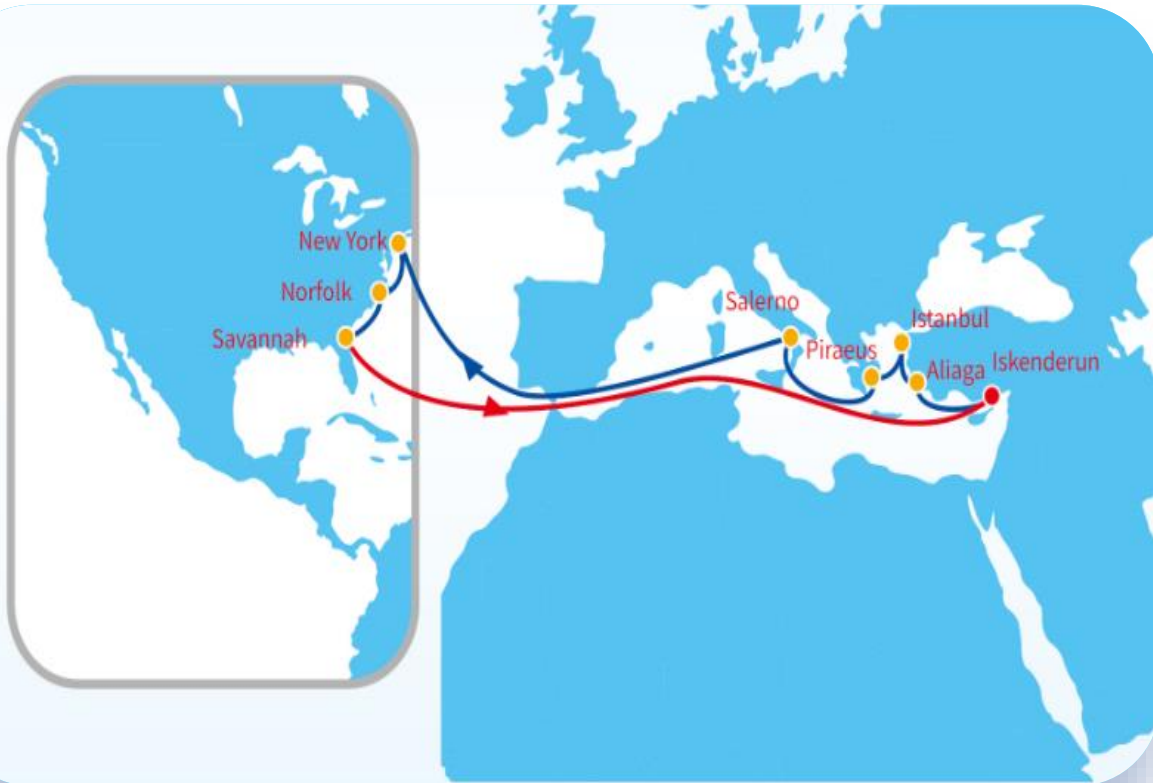 New York
Norfolk
Savannah
Salerno
Piraeus
Istanbul
Aliaga
Iskenderun